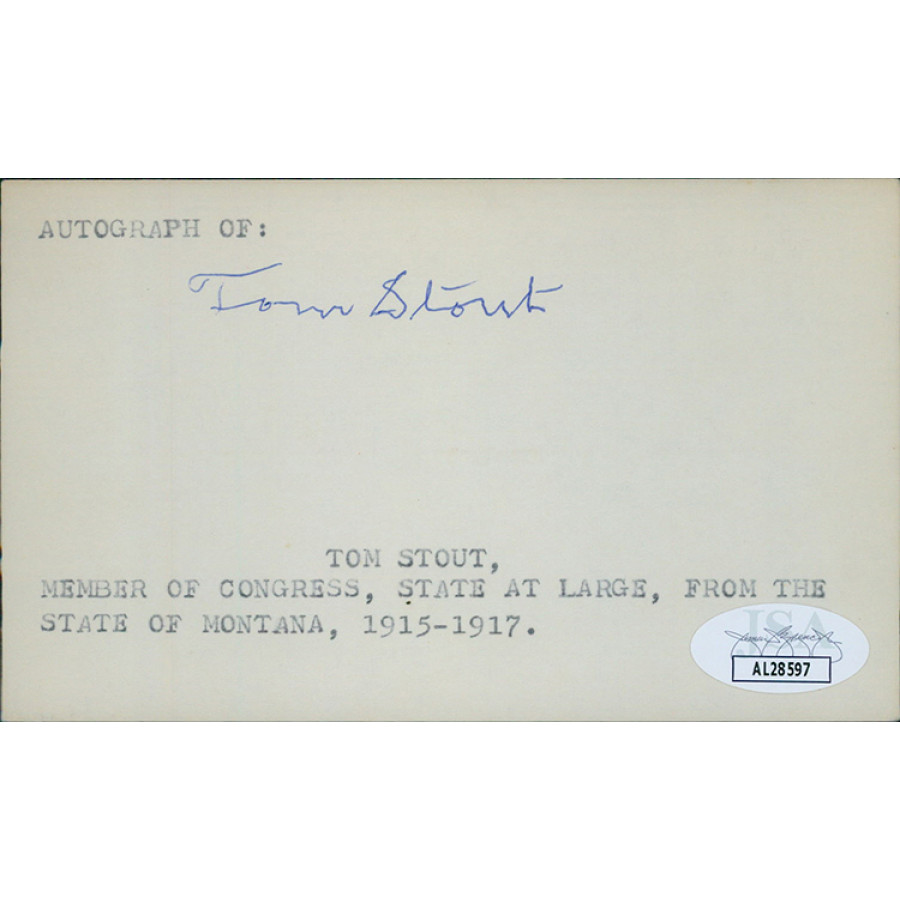 AUTOGRAPH OF:
Tom Stout
TOM STOUT,
MEMBER OF CONGRESS, STATE AT LARGE, FROM THE
STATE OF MONTANA, 1915-1917.
JSA
AL28597